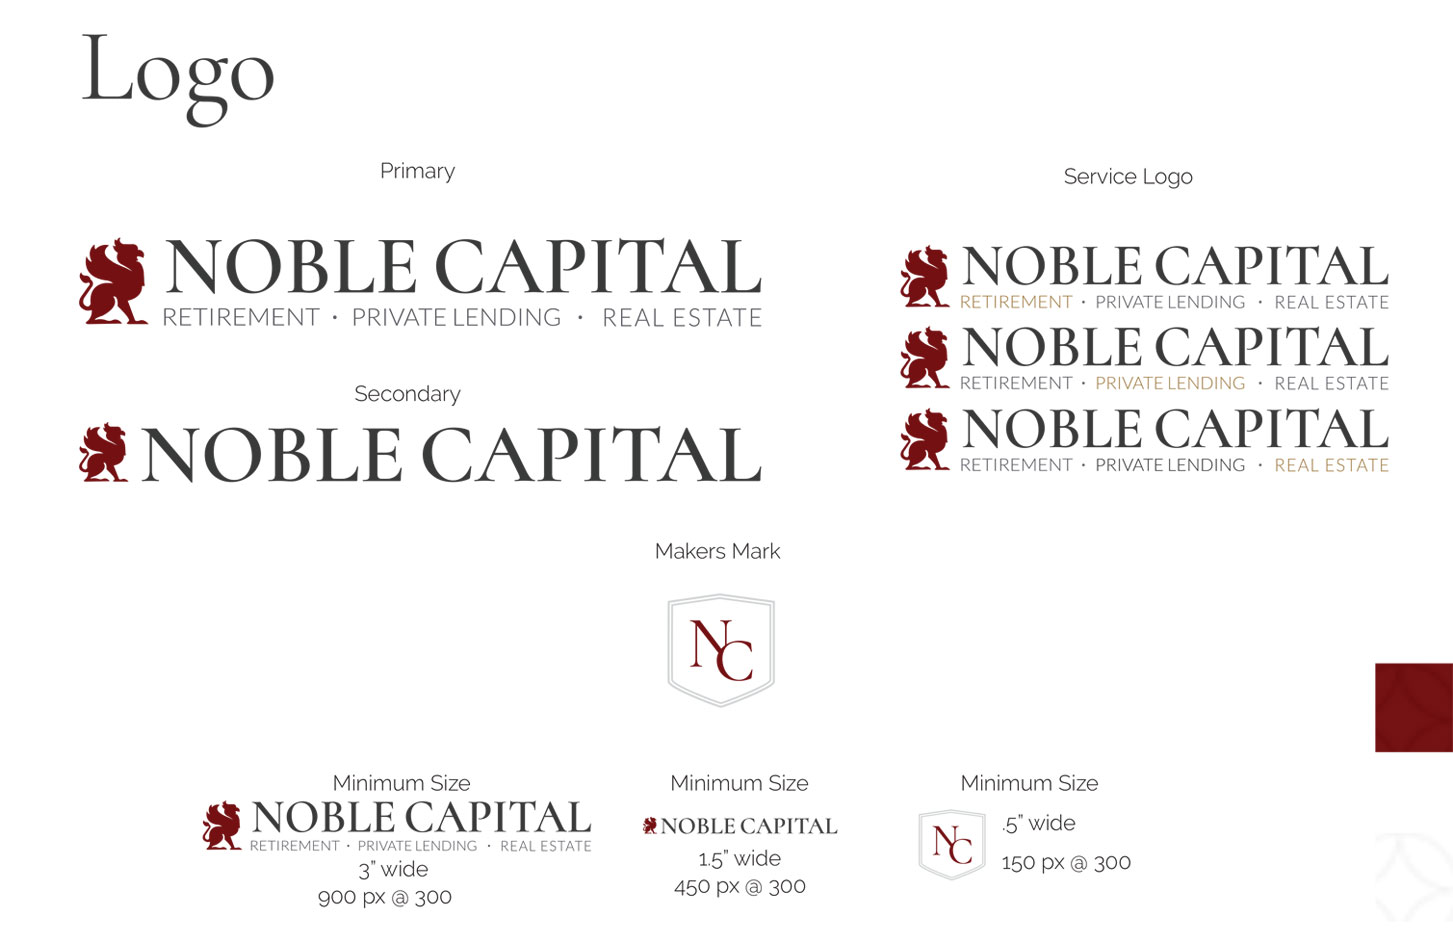 Logo
Primary
NOBLE CAPITAL
RETIREMENT · PRIVATE LENDING · REAL ESTATE
Secondary
NOBLE CAPITAL
Service Logo
NOBLE CAPITAL
RETIREMENT · PRIVATE LENDING · REAL ESTATE
NOBLE CAPITAL
RETIREMENT · PRIVATE LENDING · REAL ESTATE
NOBLE CAPITAL
RETIREMENT · PRIVATE LENDING · REAL ESTATE
Makers Mark
NC
Minimum Size
NOBLE CAPITAL
RETIREMENT · PRIVATE LENDING · REAL ESTATE
3” wide
900 px @ 300
Minimum Size
NOBLE CAPITAL
1.5” wide
450 px @ 300
Minimum Size
NC
.5” wide
150 px @ 300